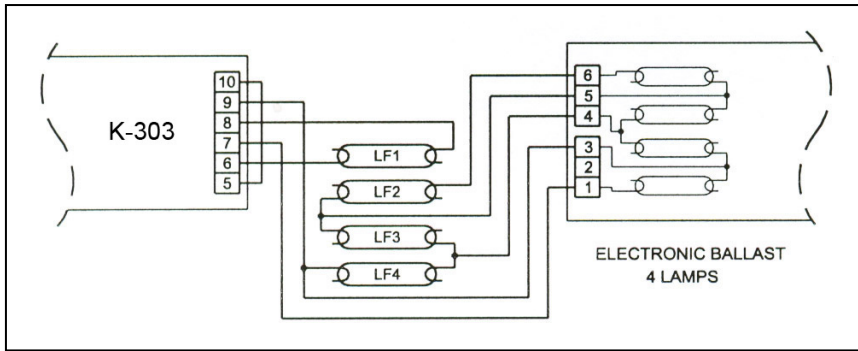 K-303
10
9
8
7
6
5
LF1
LF2
LF3
LF4
6
5
4
3
2
1
ELECTRONIC BALLAST
4 LAMPS